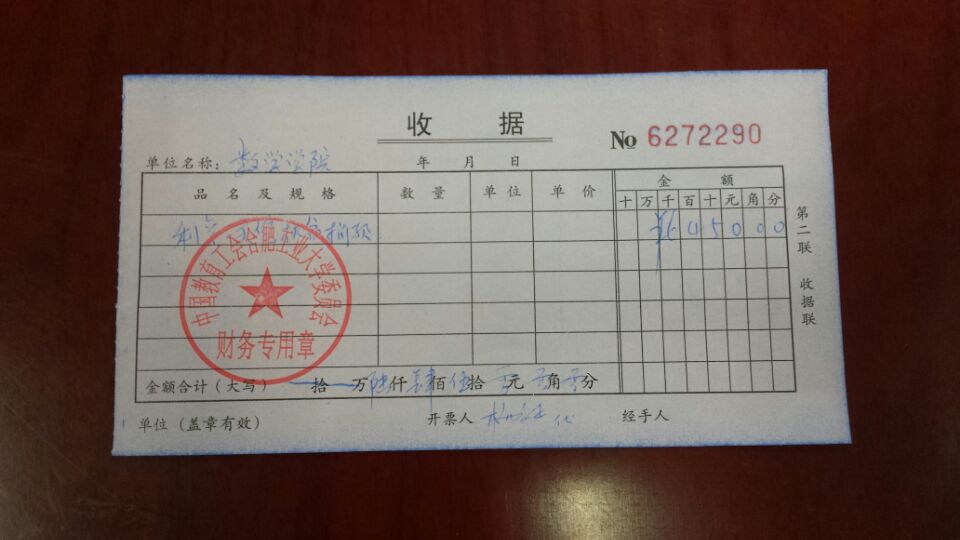 收 据
No 6272290
单位名称：数学学院 年 月 日
品 名 及 规 格 数 量 单 位 单 价 金 额
十 万 千 百 十 元 角 分
¥ 6 4 5 0 0 0
第二联 收据联
中国教育工会合肥工业大学委员会
财务专用章
金额合计（大写） 拾 万 陆 仟 肆 佰 伍 拾 零 元 零 角 零 分
单位（盖章有效） 开票人 代 经手人